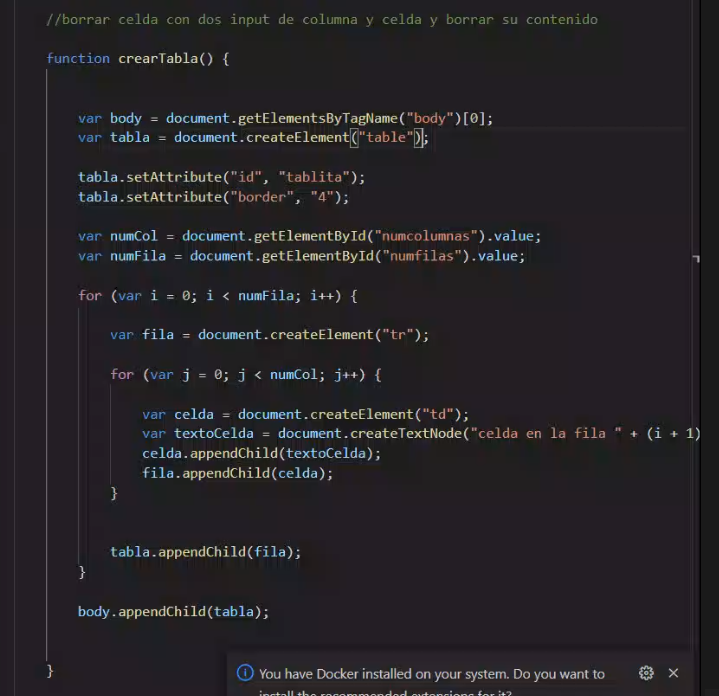 //borrar celda con dos input de columna y celda y borrar su contenido
function crearTabla() {
var body = document.getElementsByTagName("body")[0];
var tabla = document.createElement("table");
tabla.setAttribute("id", "tablita");
tabla.setAttribute("border", "4");
var numCol = document.getElementById("numcolumnas").value;
var numFila = document.getElementById("numfilas").value;
for (var i = 0; i < numFila; i++) {
var fila = document.createElement("tr");
for (var j = 0; j < numCol; j++) {
var celda = document.createElement("td");
var textoCelda = document.createTextNode("celda en la fila " + (i + 1)
celda.appendChild(textoCelda);
fila.appendChild(celda);
}
tabla.appendChild(fila);
}
body.appendChild(tabla);
}
You have Docker installed on your system. Do you want to
install the recommended extensions for it?